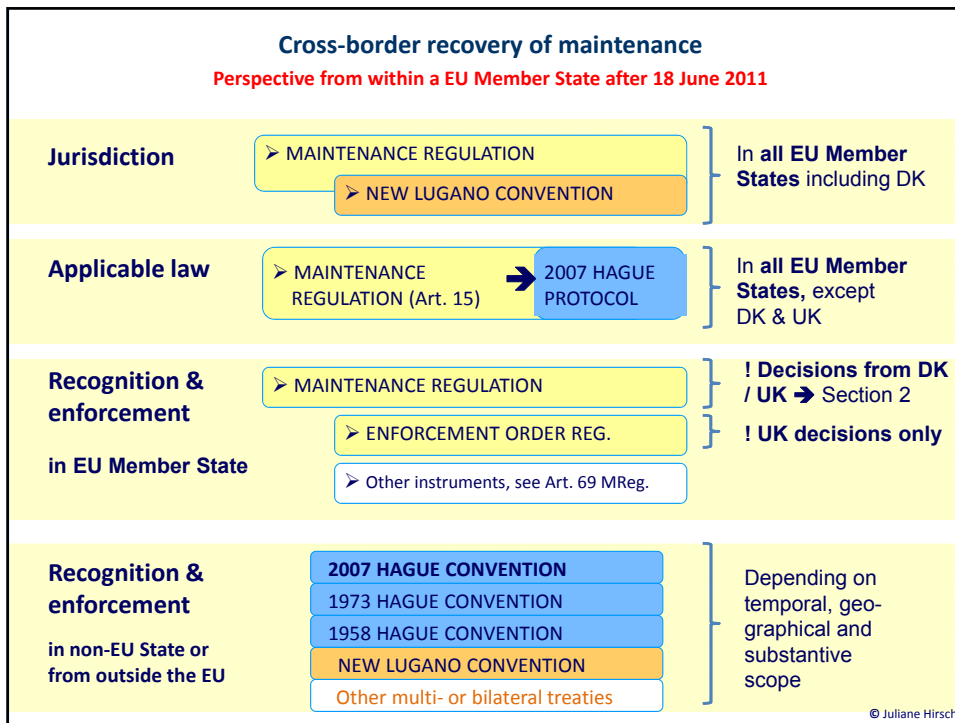 Cross-border recovery of maintenance
Perspective from within a EU Member State after 18 June 2011
Jurisdiction
➢ MAINTENANCE REGULATION
➢ NEW LUGANO CONVENTION
In all EU Member
States including DK
Applicable law
➢ MAINTENANCE
REGULATION (Art. 15)
➔
2007 HAGUE
PROTOCOL
In all EU Member
States, except
DK & UK
Recognition &
enforcement
in EU Member State
➢ MAINTENANCE REGULATION
! Decisions from DK
/ UK ➔ Section 2
➢ ENFORCEMENT ORDER REG.
! UK decisions only
➢ Other instruments, see Art. 69 MReg.
Recognition &
enforcement
in non-EU State or
from outside the EU
2007 HAGUE CONVENTION
1973 HAGUE CONVENTION
1958 HAGUE CONVENTION
NEW LUGANO CONVENTION
Other multi- or bilateral treaties
Depending on
temporal, geo-
graphical and
substantive
scope
© Juliane Hirsch